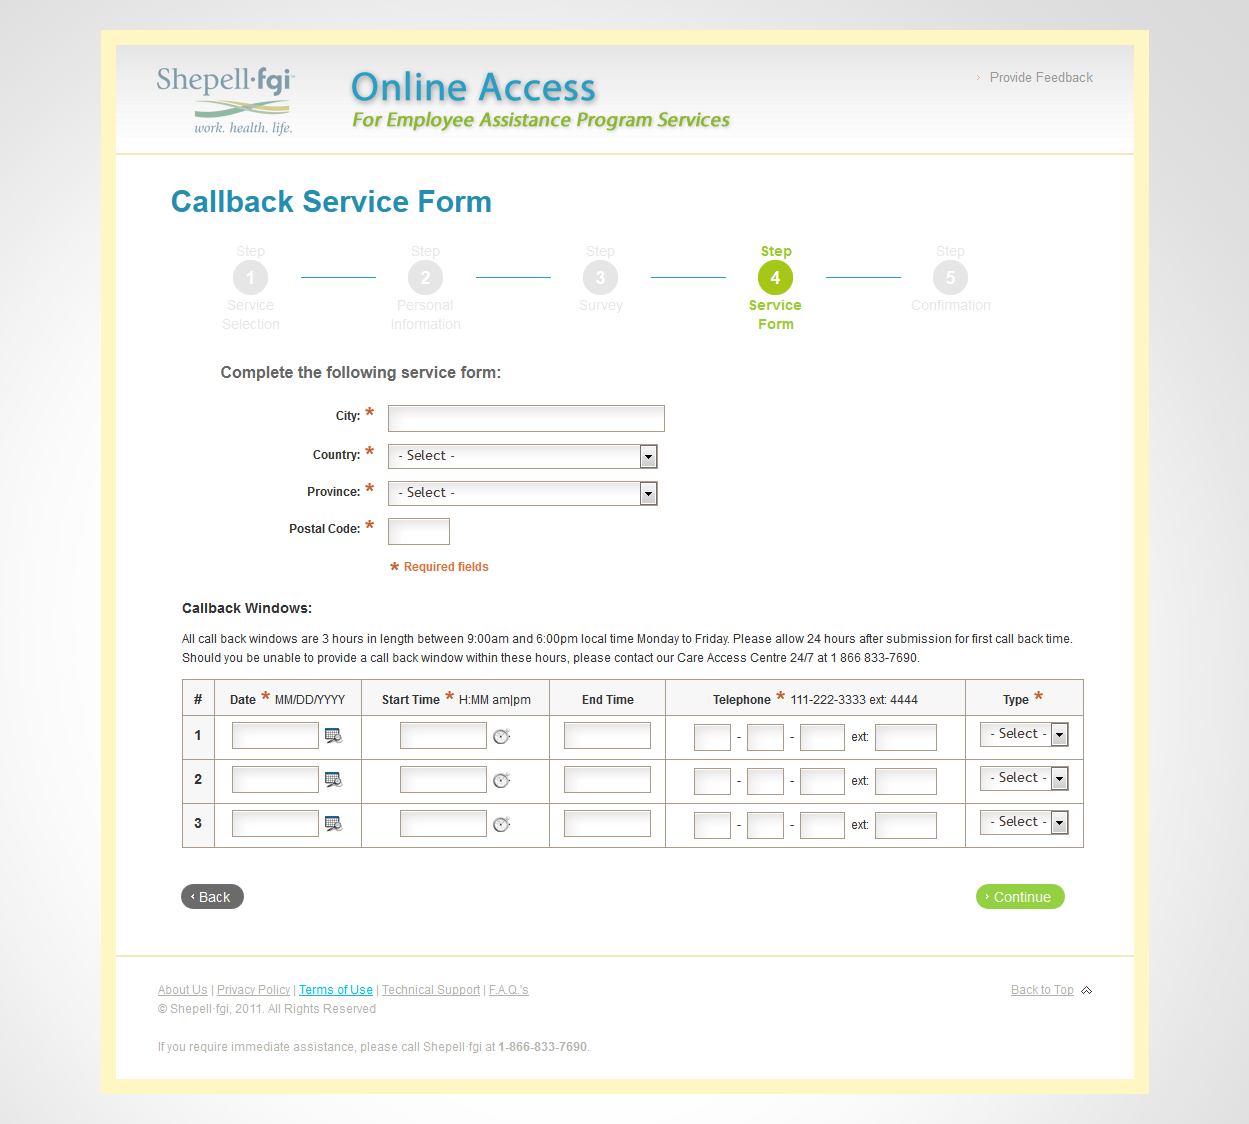 Shepell·fgi
work. health. life.
Online Access
For Employee Assistance Program Services
› Provide Feedback
Callback Service Form
Step
1
Service
Selection
Step
2
Personal
Information
Step
3
Survey
Step
4
Service
Form
Step
5
Confirmation
Complete the following service form:
City: *
Country: * - Select -
Province: * - Select -
Postal Code: *
* Required fields
Callback Windows:
All call back windows are 3 hours in length between 9:00am and 6:00pm local time Monday to Friday. Please allow 24 hours after submission for first call back time.
Should you be unable to provide a call back window within these hours, please contact our Care Access Centre 24/7 at 1 866 833-7690.
# Date * MM/DD/YYYY Start Time * H:MM am|pm End Time Telephone * 111-222-3333 ext: 4444 Type *
1 - - ext: - Select -
2 - - ext: - Select -
3 - - ext: - Select -
‹ Back
› Continue
About Us | Privacy Policy | Terms of Use | Technical Support | F.A.Q.'s
Back to Top
© Shepell·fgi, 2011. All Rights Reserved
If you require immediate assistance, please call Shepell·fgi at 1-866-833-7690.